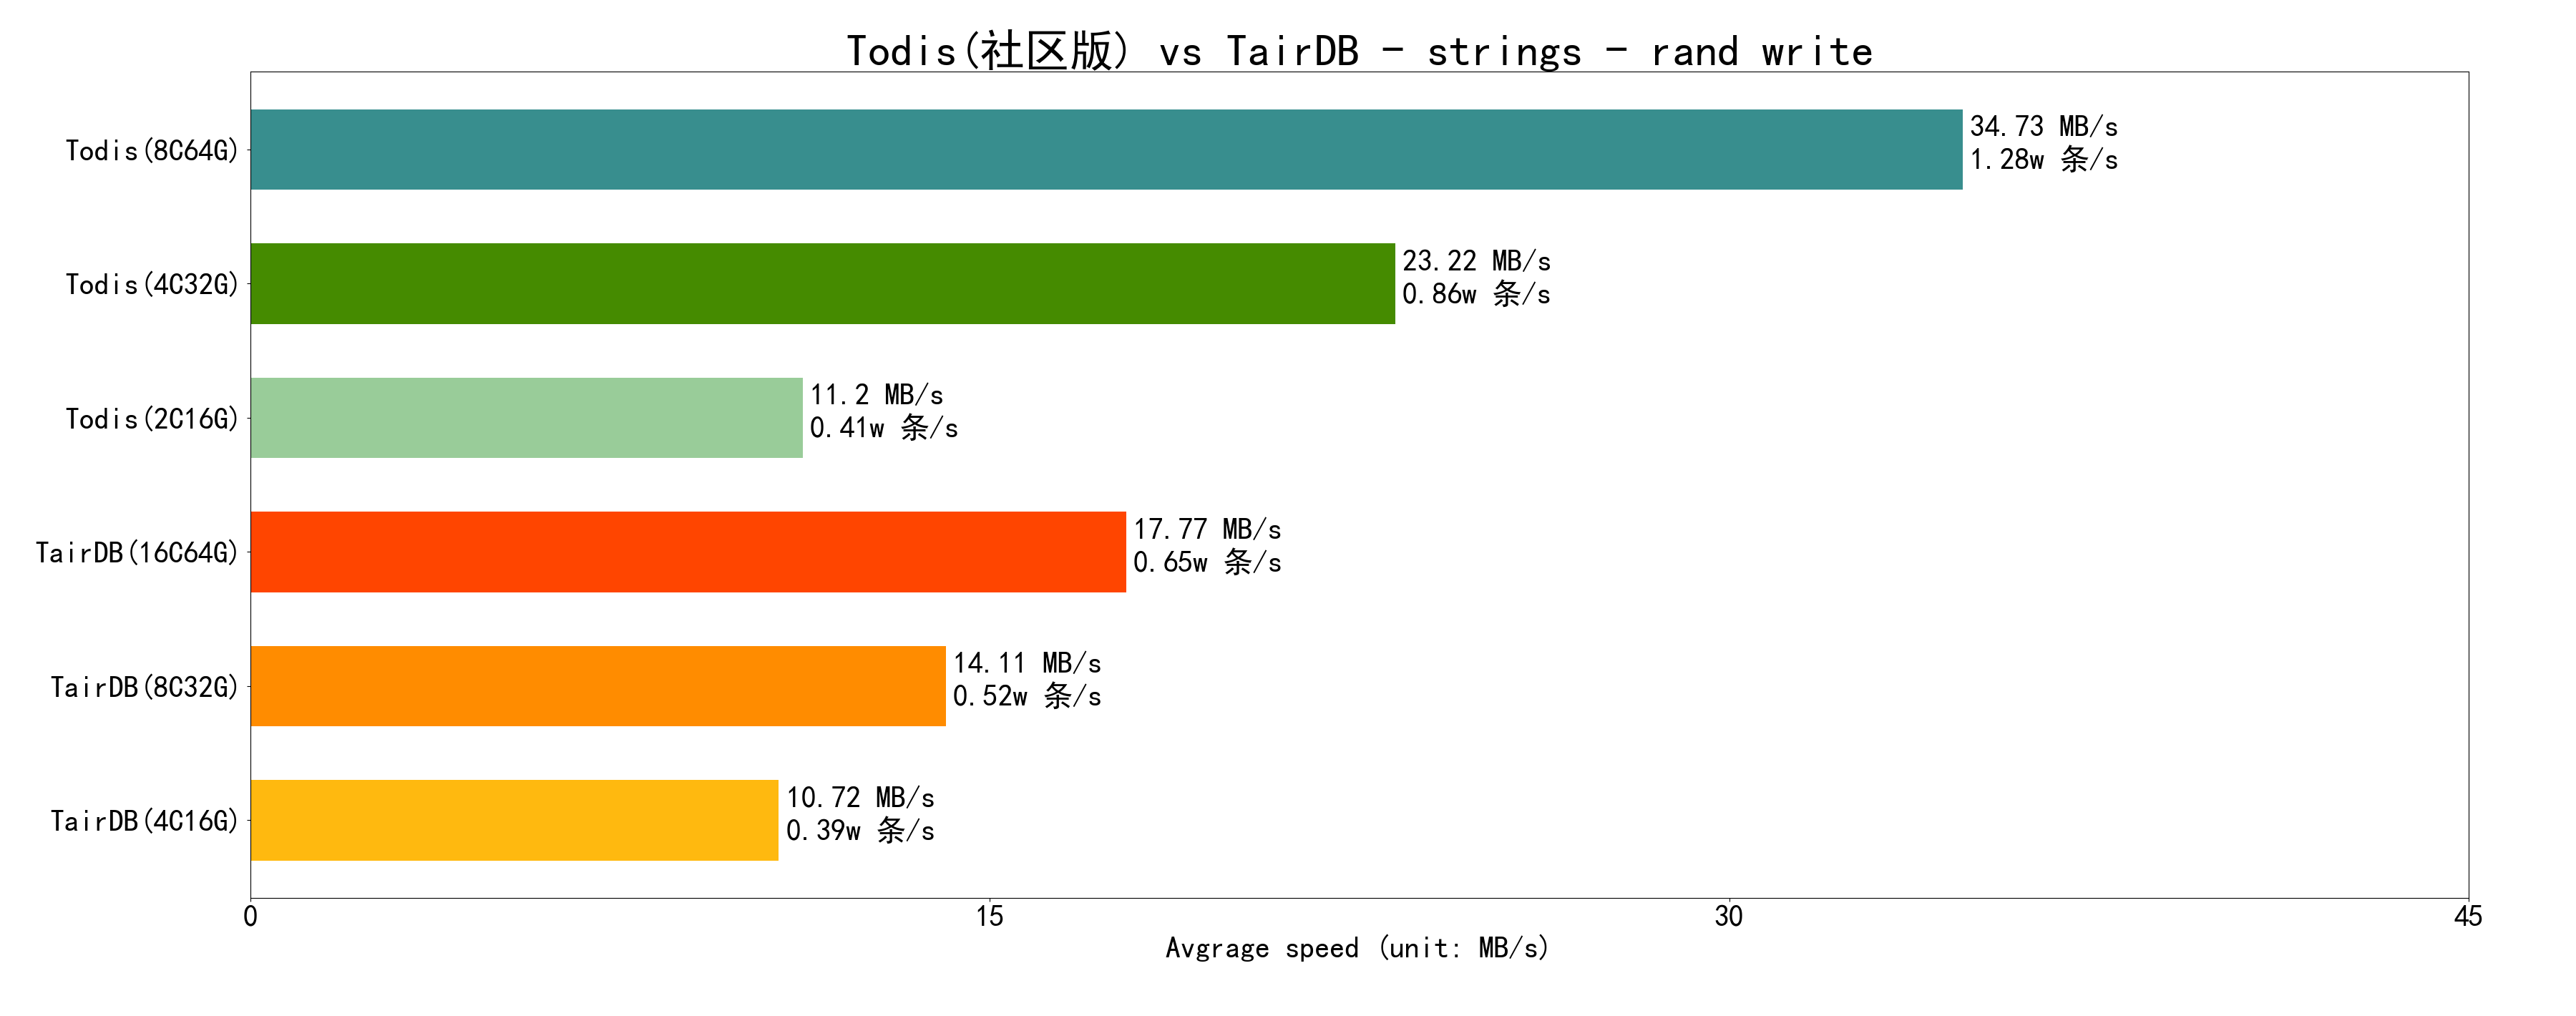 Todis(社区版) vs TairDB - strings - rand write
Todis(8C64G)
34.73 MB/s
1.28w 条/s
Todis(4C32G)
23.22 MB/s
0.86w 条/s
Todis(2C16G)
11.2 MB/s
0.41w 条/s
TairDB(16C64G)
17.77 MB/s
0.65w 条/s
TairDB(8C32G)
14.11 MB/s
0.52w 条/s
TairDB(4C16G)
10.72 MB/s
0.39w 条/s
0
15
30
45
Avgrage speed (unit: MB/s)